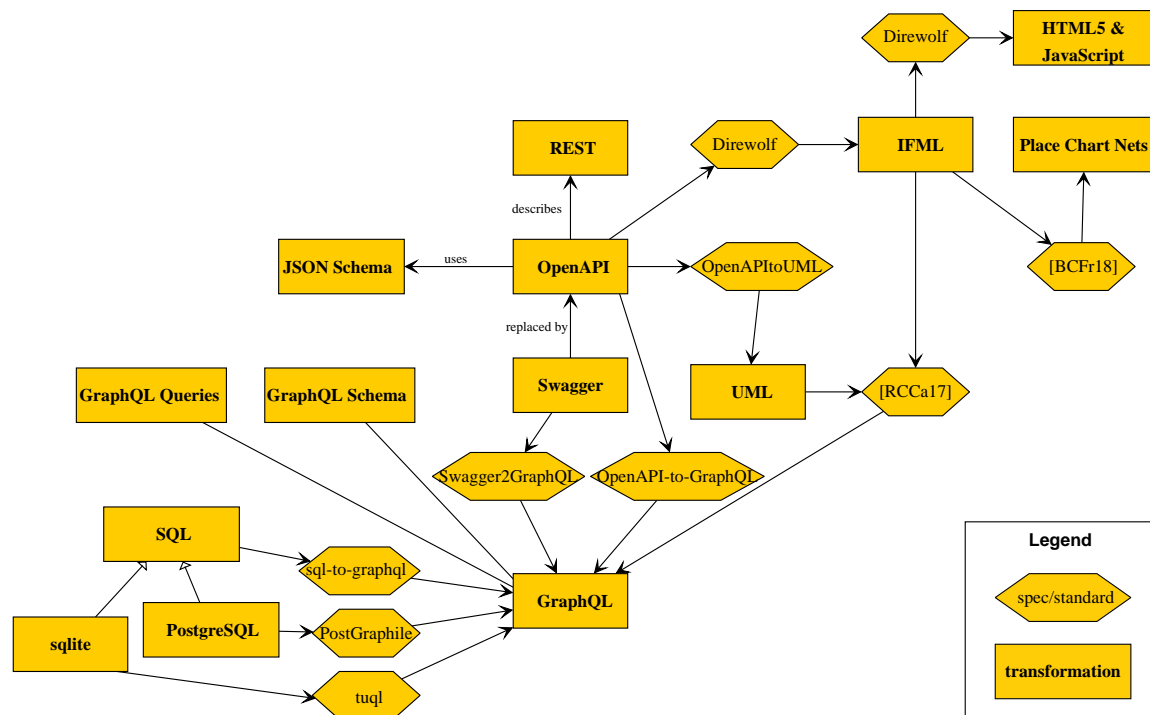 Direwolf
HTML5 &
JavaScript
REST
Direwolf
IFML
Place Chart Nets
describes
JSON Schema
uses
OpenAPI
OpenAPItoUML
[BCFr18]
replaced by
GraphQL Queries
GraphQL Schema
Swagger
UML
[RCCa17]
Swagger2GraphQL
OpenAPI-to-GraphQL
SQL
sql-to-graphql
Legend
GraphQL
spec/standard
sqlite
PostgreSQL
PostGraphile
tuql
transformation